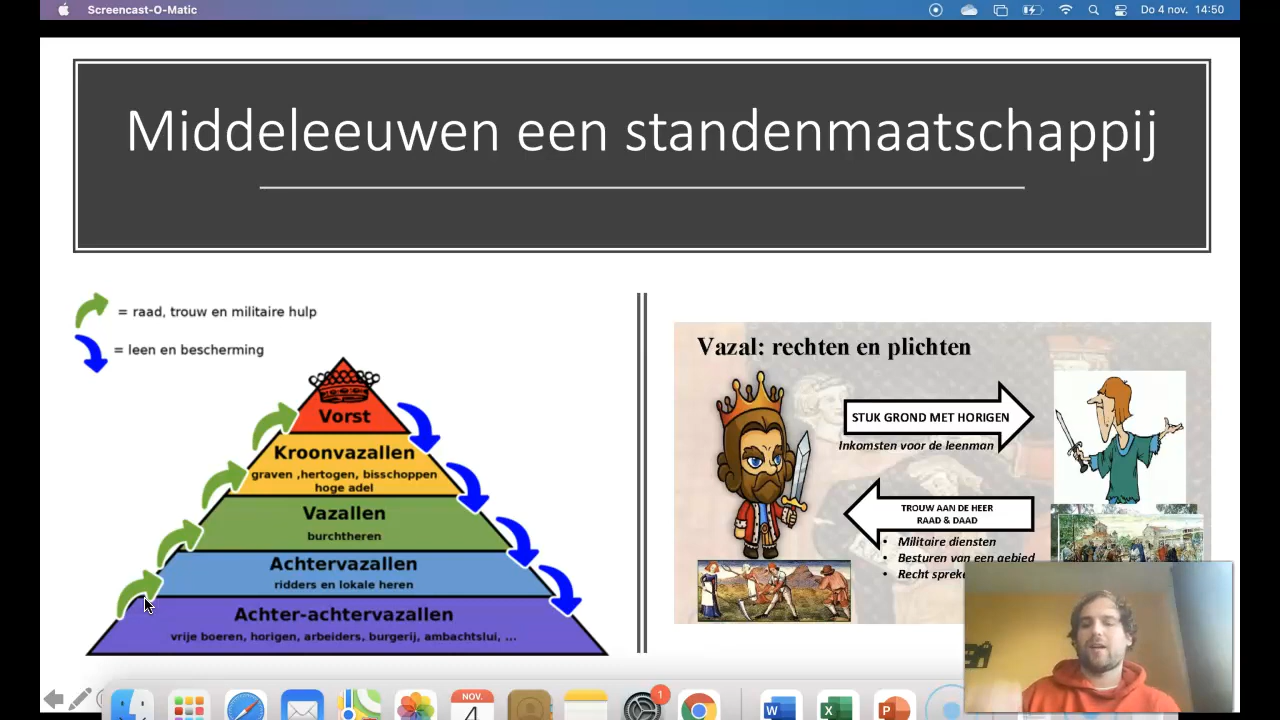 Screencast-O-Matic
Do 4 nov. 14:50
Middeleeuwen een standenmaatschappij
= raad, trouw en militaire hulp
= leen en bescherming
Vorst
Kroonvazallen
graven ,hertogen, bisschoppen
hoge adel
Vazallen
burchtheren
Achtervazallen
ridders en lokale heren
Achter-achtervazallen
vrije boeren, horigen, arbeiders, burgerij, ambachtslui, ...
Vazal: rechten en plichten
STUK GROND MET HORIGEN
Inkomsten voor de leenman
TROUW AAN DE HEER
RAAD & DAAD
• Militaire diensten
• Besturen van een gebied
• Recht spreke
NOV.
4
1
W
X
P